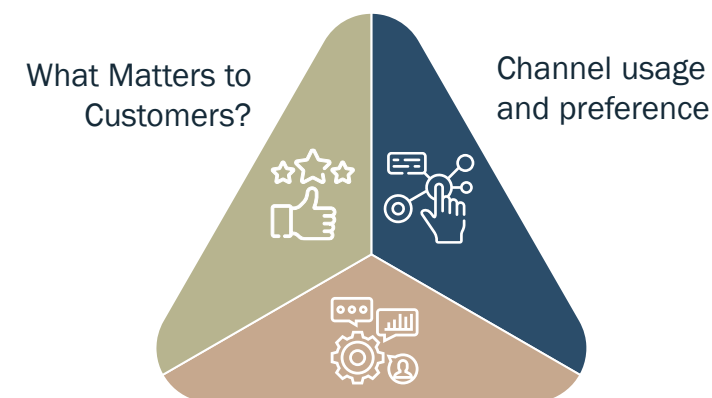 What Matters to
Customers?
Channel usage
and preference